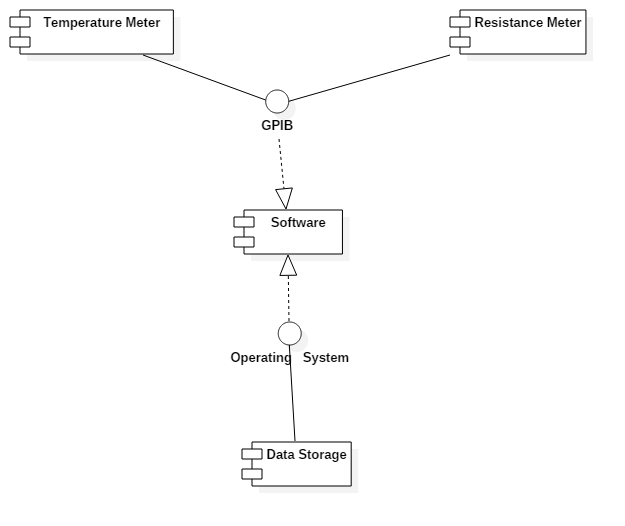 Temperature Meter
Resistance Meter
GPIB
Software
Operating System
Data Storage